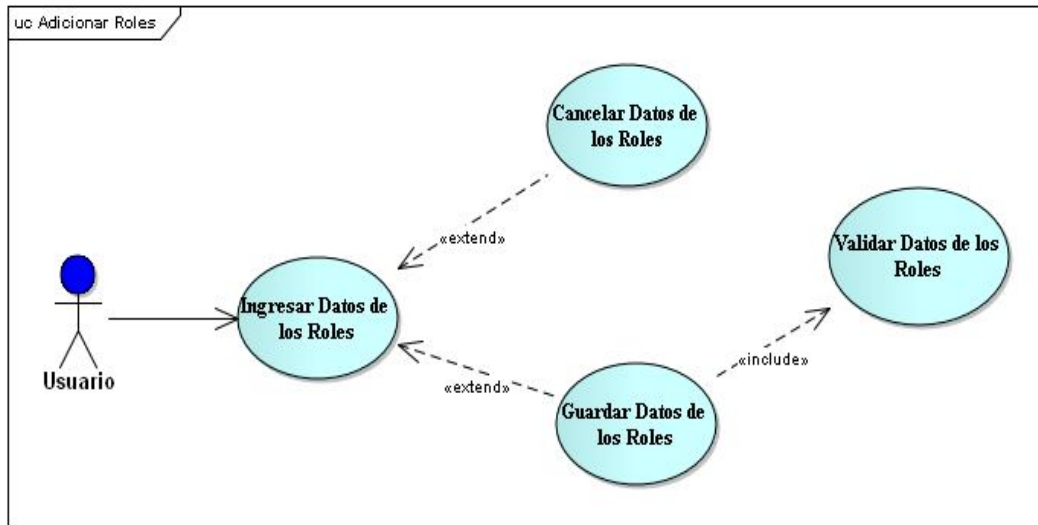 uc Adicionar Roles
Cancelar Datos de
los Roles
«extend»
Validar Datos de los
Roles
Ingresar Datos de
los Roles
Usuario
«include»
«extend»
Guardar Datos de
los Roles